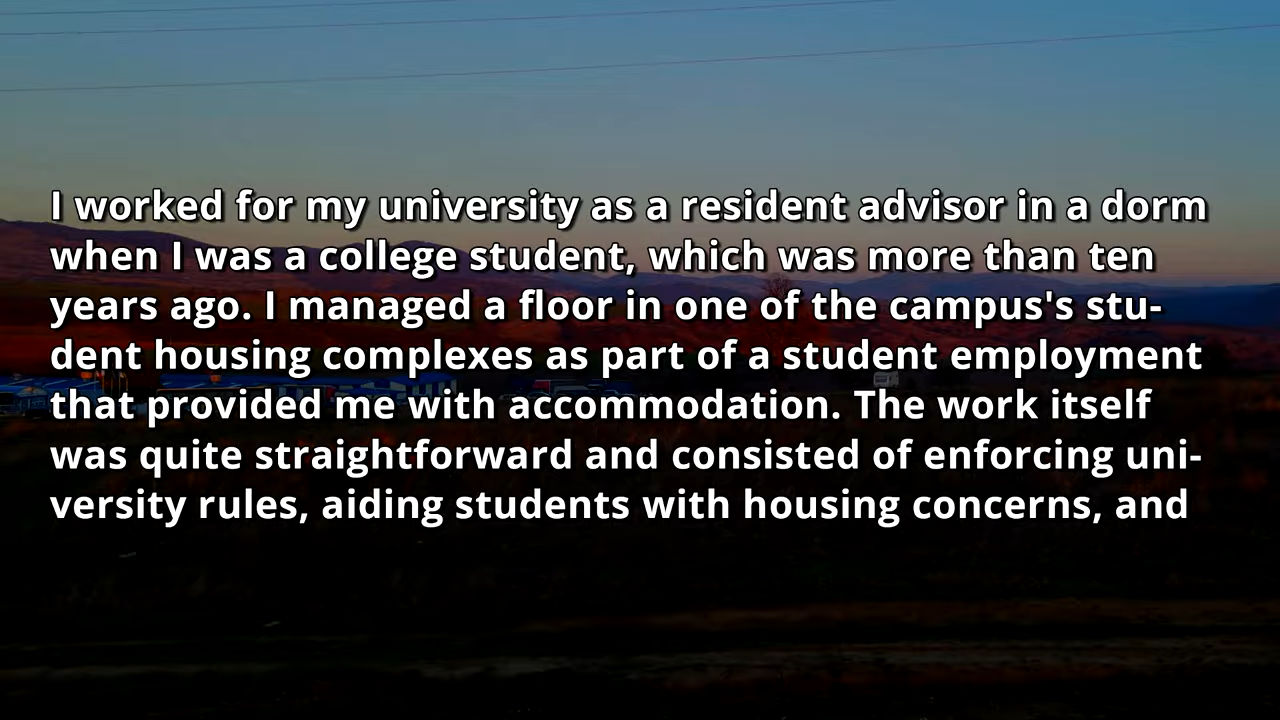 I worked for my university as a resident advisor in a dorm
when I was a college student, which was more than ten
years ago. I managed a floor in one of the campus's stu-
dent housing complexes as part of a student employment
that provided me with accommodation. The work itself
was quite straightforward and consisted of enforcing uni-
versity rules, aiding students with housing concerns, and